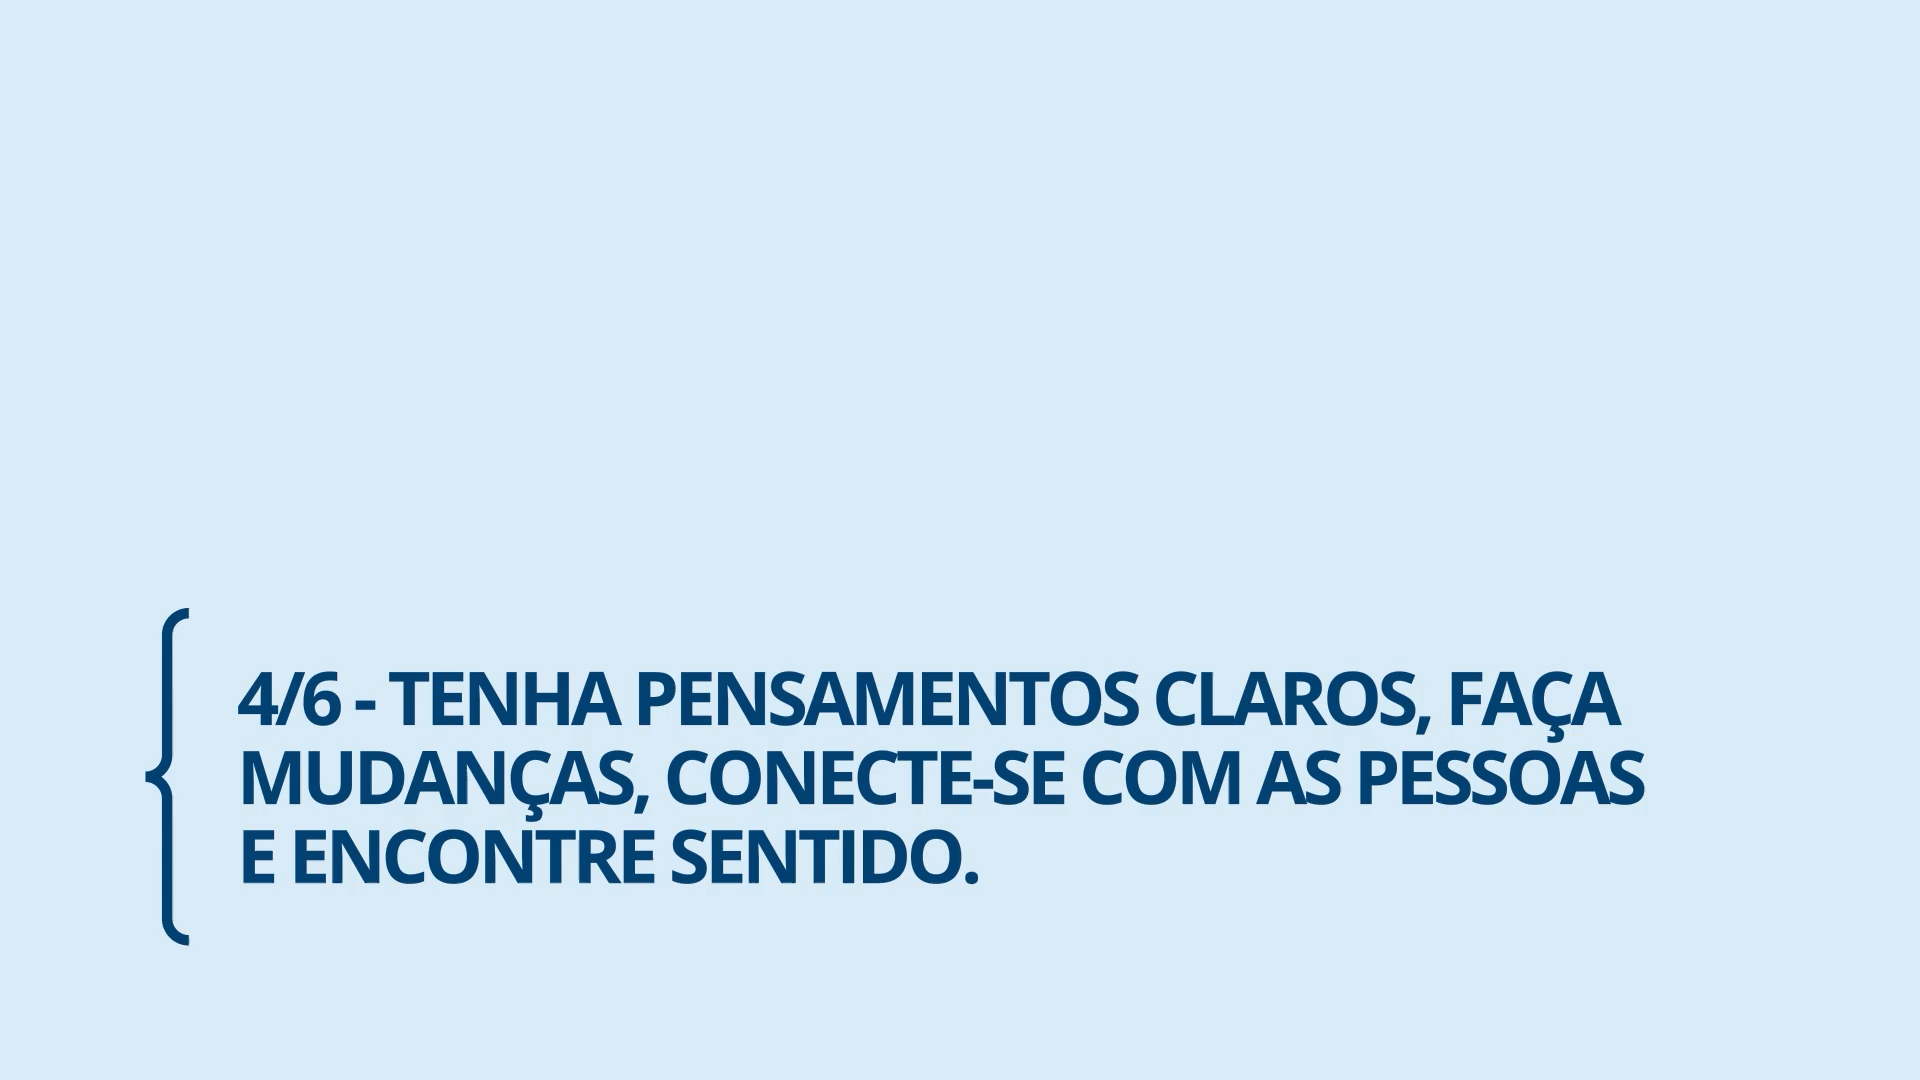 4/6 - TENHA PENSAMENTOS CLAROS, FAÇA
MUDANÇAS, CONECTE-SE COM AS PESSOAS
E ENCONTRE SENTIDO.